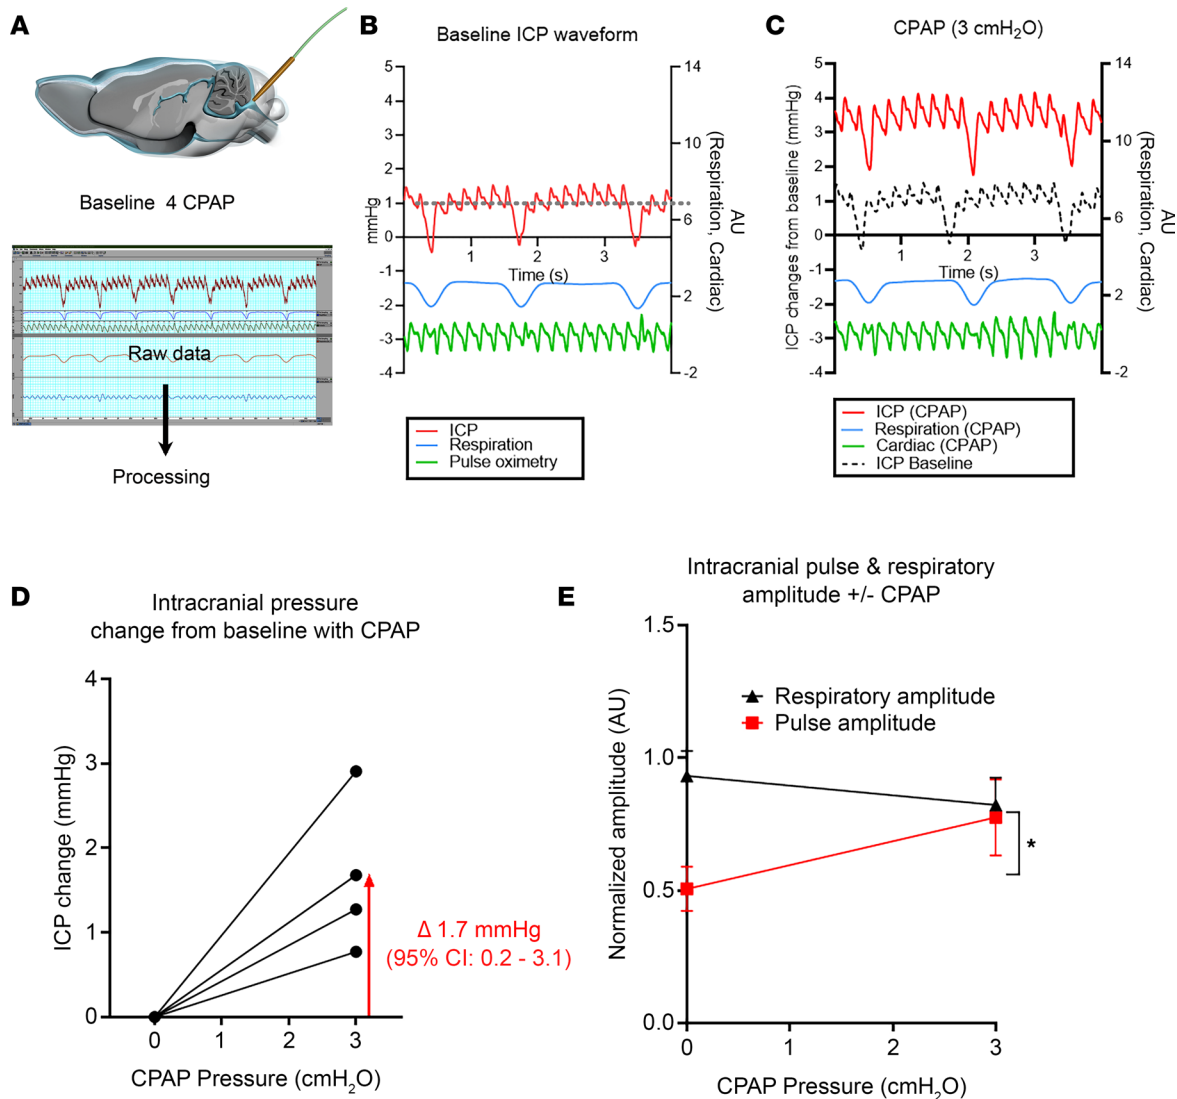 A
Baseline 4 CPAP
Raw data
Processing
B
Baseline ICP waveform
5
4
3
2
1
0
-1
-2
-3
-4
mmHg
1
2
3
Time (s)
14
10
6
2
-2
AU
(Respiration, Cardiac)
ICP
Respiration
Pulse oximetry
C
CPAP (3 cmH2O)
ICP changes from baseline (mmHg)
5
4
3
2
1
0
-1
-2
-3
-4
1
2
3
Time (s)
14
10
6
2
-2
AU
(Respiration, Cardiac)
ICP (CPAP)
Respiration (CPAP)
Cardiac (CPAP)
ICP Baseline
D
Intracranial pressure
change from baseline with CPAP
ICP change (mmHg)
4
3
2
1
0
0
1
2
3
CPAP Pressure (cmH2O)
Δ 1.7 mmHg
(95% CI: 0.2 - 3.1)
E
Intracranial pulse & respiratory
amplitude +/- CPAP
Normalized amplitude (AU)
1.5
1.0
0.5
0.0
Respiratory amplitude
Pulse amplitude
*
0
1
2
3
CPAP Pressure (cmH2O)